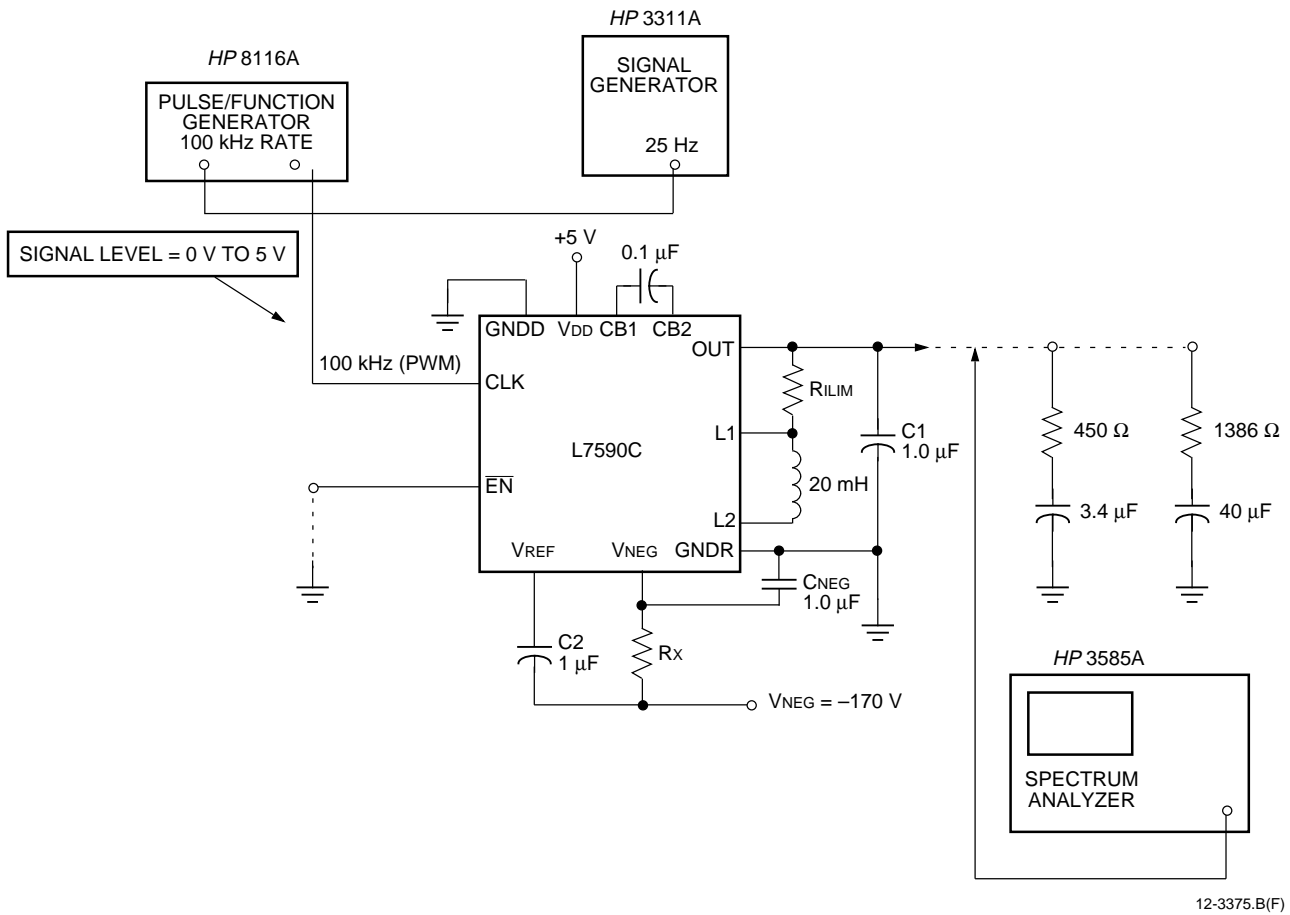 HP 3311A
SIGNAL
GENERATOR
25 Hz
HP 8116A
PULSE/FUNCTION
GENERATOR
100 kHz RATE
SIGNAL LEVEL = 0 V TO 5 V
+5 V
0.1 µF
GNDD
VDD
CB1
CB2
OUT
100 kHz (PWM)
CLK
RILIM
L1
L7590C
C1
1.0 µF
450 Ω
1386 Ω
20 mH
EN
L2
3.4 µF
40 µF
VREF
VNEG
GNDR
CNEG
1.0 µF
C2
1 µF
RX
VNEG = –170 V
HP 3585A
SPECTRUM
ANALYZER
12-3375.B(F)